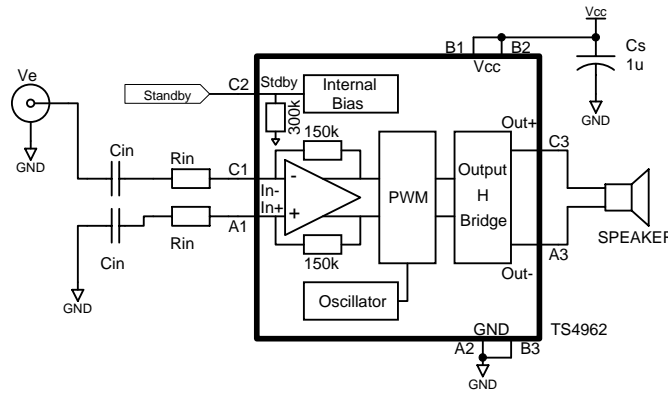 Vcc
B1
B2
Vcc
Cs
1u
GND
Ve
GND
Standby
C2
Stdby
Internal
Bias
300k
150k
Out+
C3
Cin
Rin
C1
In-
In+
-
+
PWM
Output
H
Bridge
SPEAKER
A1
Cin
Rin
150k
A3
Out-
GND
Oscillator
GND
TS4962
A2
B3
GND